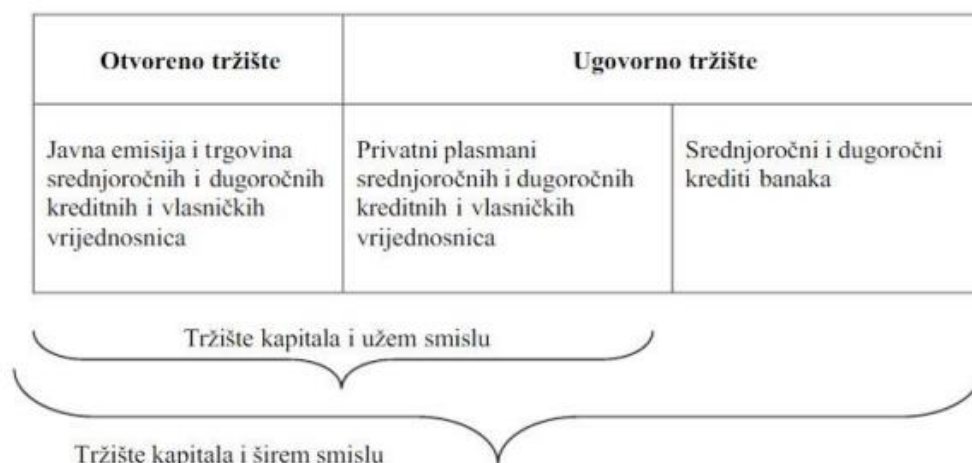 Otvoreno tržište
Ugovorno tržište
Javna emisija i trgovina
srednjoročnih i dugoročnih
kreditnih i vlasničkih
vrijednosnica
Privatni plasmani
srednjoročnih i dugoročnih
kreditnih i vlasničkih
vrijednosnica
Srednjoročni i dugoročni
krediti banaka
Tržište kapitala i užem smislu
Tržište kapitala i širem smislu